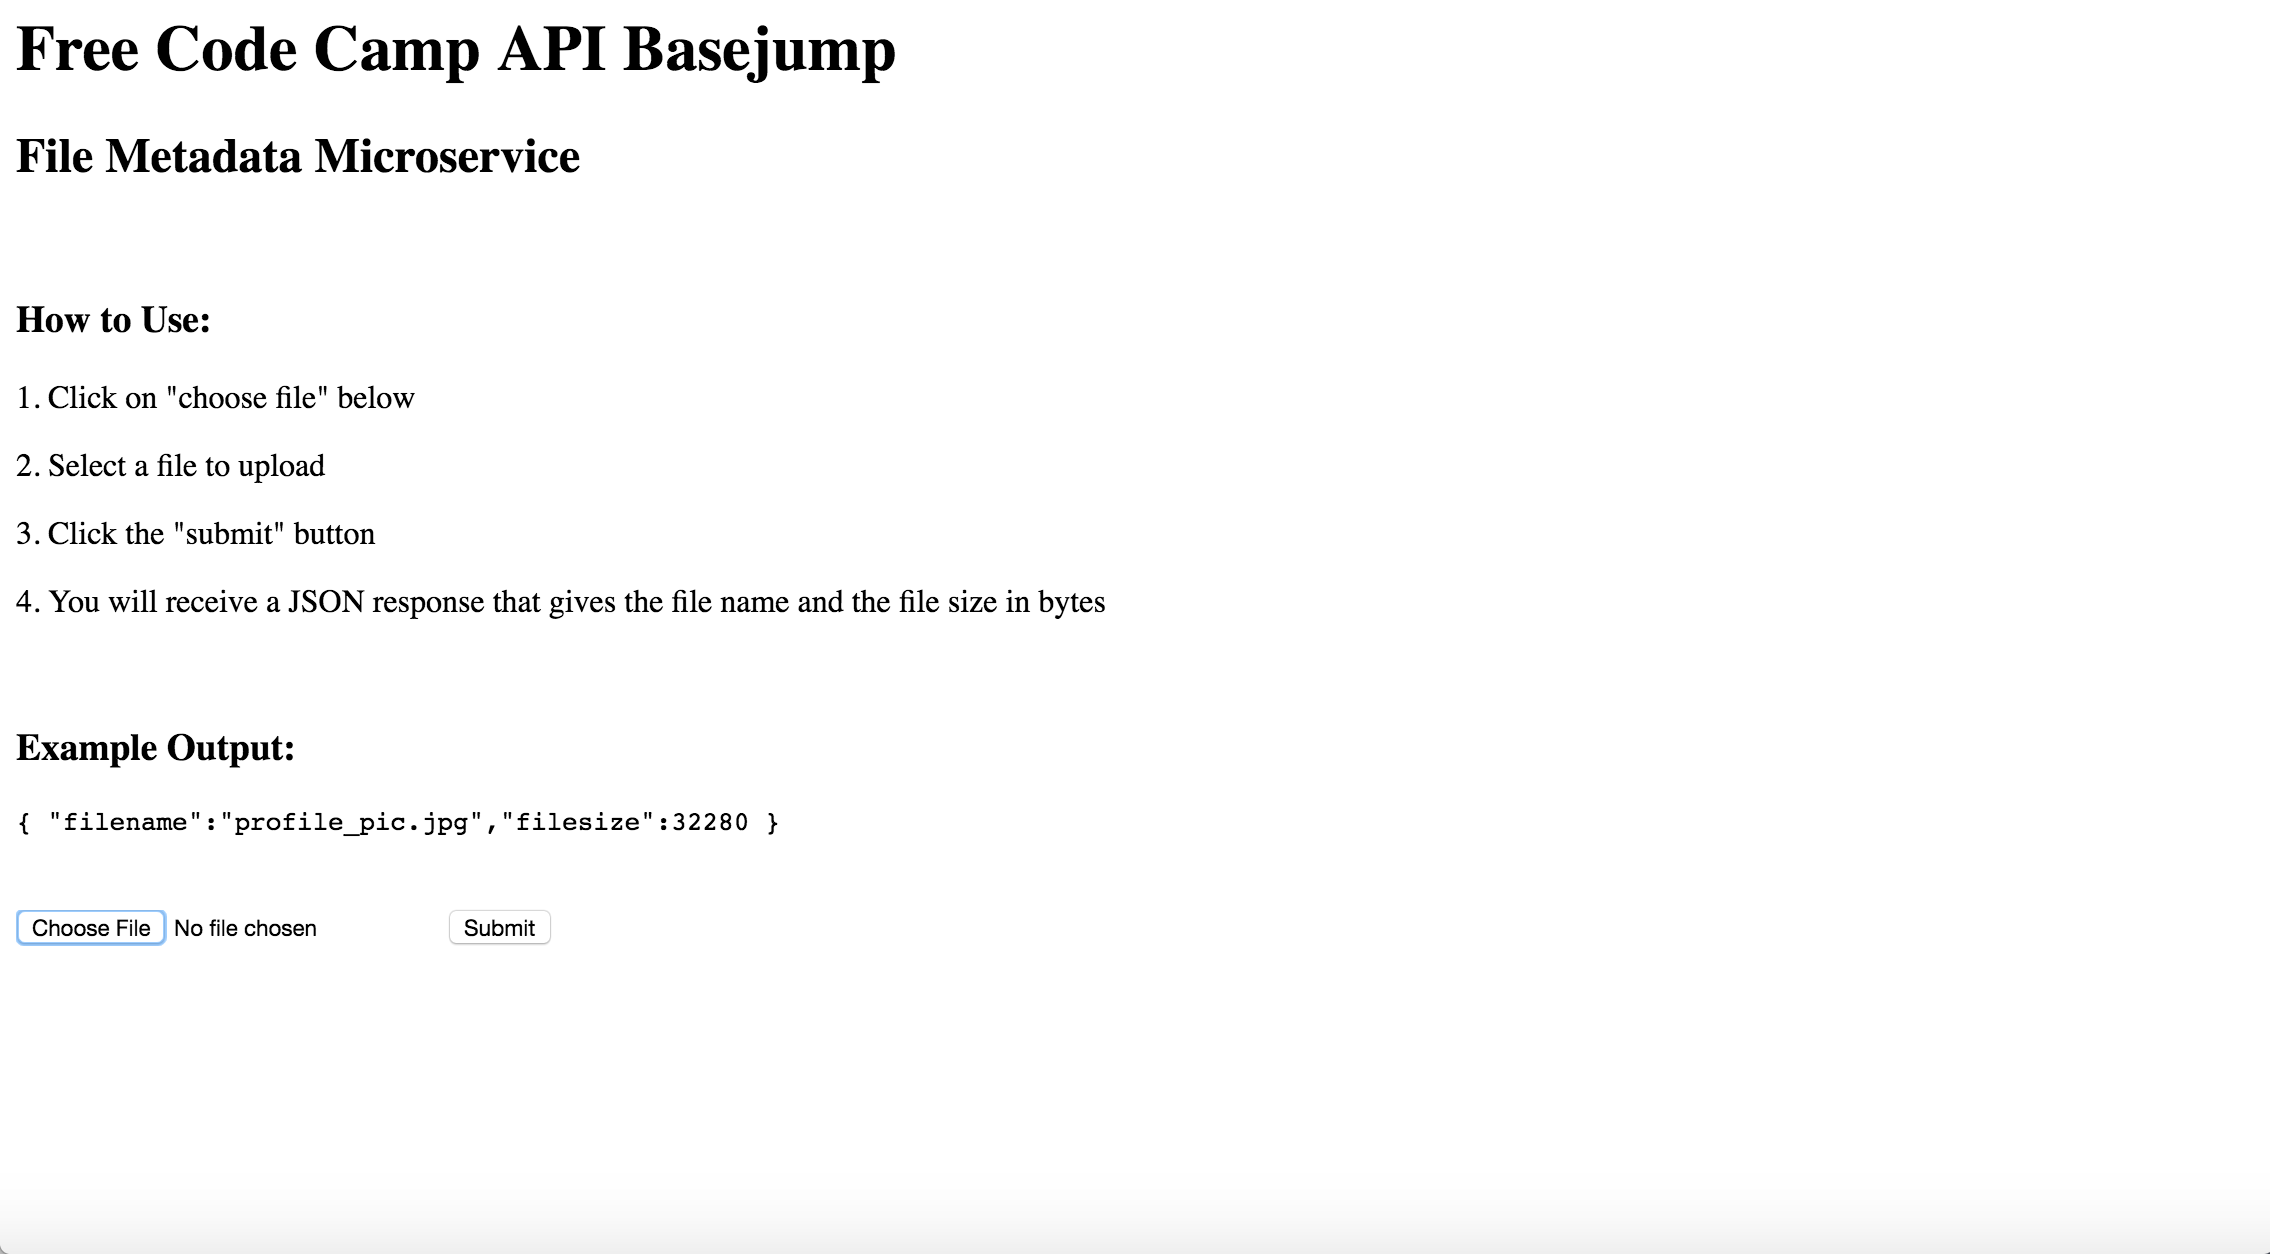 Free Code Camp API Basejump
File Metadata Microservice
How to Use:
1. Click on "choose file" below
2. Select a file to upload
3. Click the "submit" button
4. You will receive a JSON response that gives the file name and the file size in bytes
Example Output:
{ "filename":"profile_pic.jpg","filesize":32280 }
Choose File No file chosen Submit